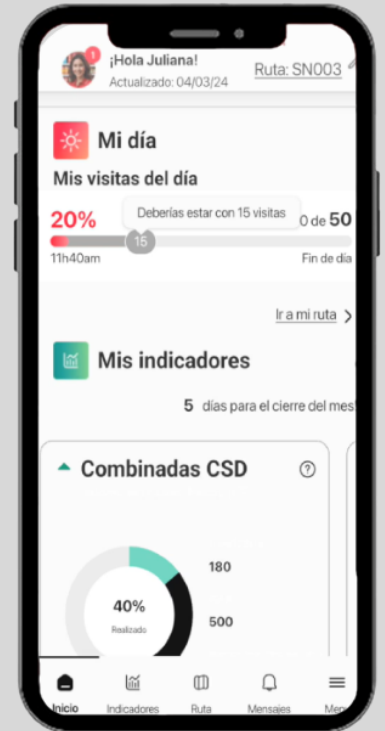 1
¡Hola Juliana!
Actualizado: 04/03/24
Ruta: SN003
Mi día
Mis visitas del día
20%
Deberías estar con 15 visitas
0 de 50
15
11h40am
Fin de día
Ir a mi ruta
Mis indicadores
5 días para el cierre del mes
Combinadas CSD
?
180
40%
Realizado
500
Inicio
Indicadores
Ruta
Mensajes